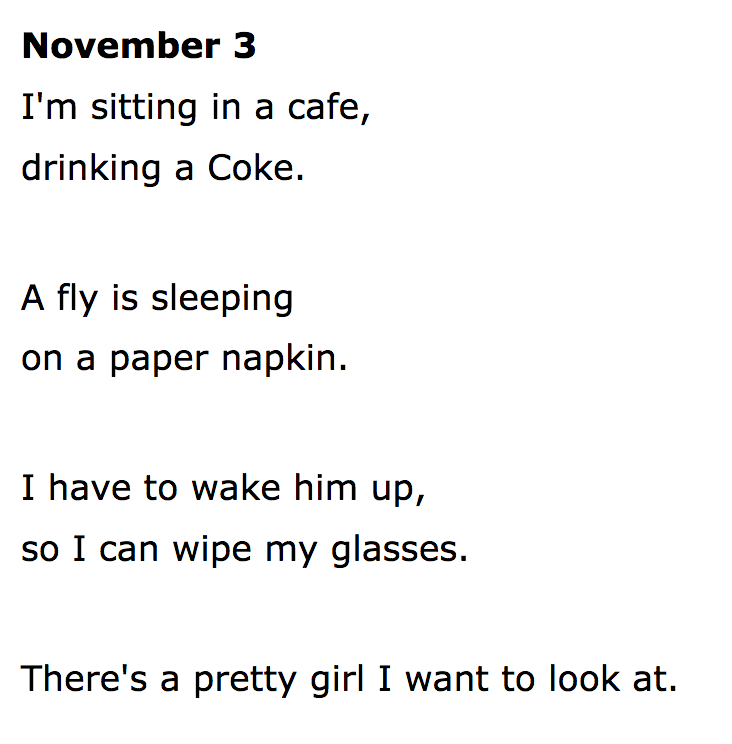 November 3
I'm sitting in a cafe,
drinking a Coke.
A fly is sleeping
on a paper napkin.
I have to wake him up,
so I can wipe my glasses.
There's a pretty girl I want to look at.